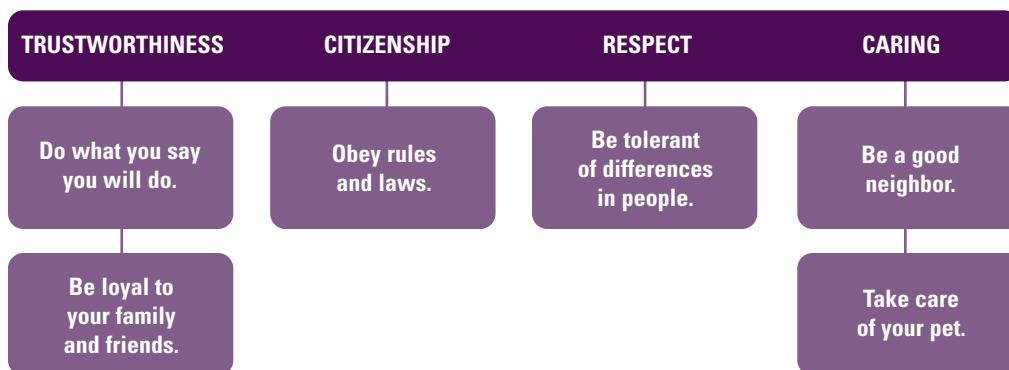 TRUSTWORTHINESS
CITIZENSHIP
RESPECT
CARING
Do what you say
you will do.
Obey rules
and laws.
Be tolerant
of differences
in people.
Be a good
neighbor.
Be loyal to
your family
and friends.
Take care
of your pet.